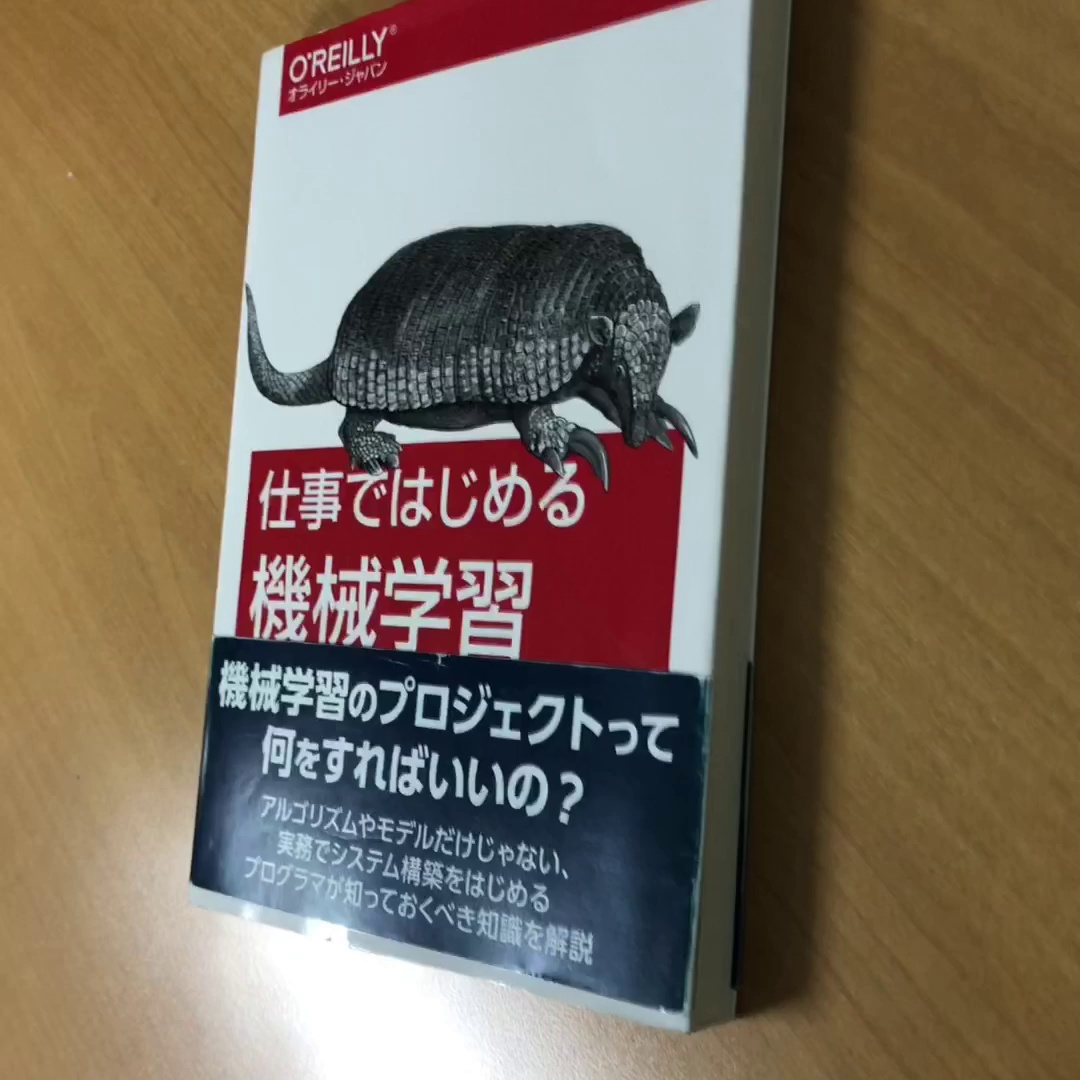 O'REILLY®
オライリー・ジャパン
仕事ではじめる
機械学習
機械学習のプロジェクトって
何をすればいいの？
アルゴリズムやモデルだけじゃない、
実務でシステム構築をはじめる
プログラマが知っておくべき知識を解説